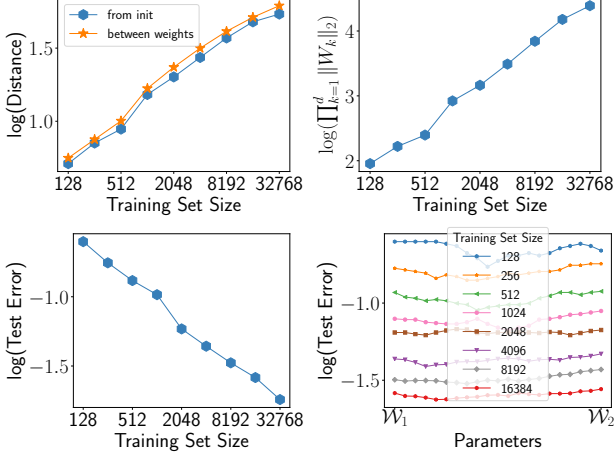 from init
between weights
1.5
1.0
log(Distance)
128 512 2048 8192 32768
Training Set Size
4
3
2
log(∏_{k=1}^{d} ||W_k||_2)
128 512 2048 8192 32768
Training Set Size
−1.0
−1.5
log(Test Error)
128 512 2048 8192 32768
Training Set Size
Training Set Size
128
256
512
1024
2048
4096
8192
16384
−1.0
−1.5
log(Test Error)
𝒲₁ 𝒲₂
Parameters